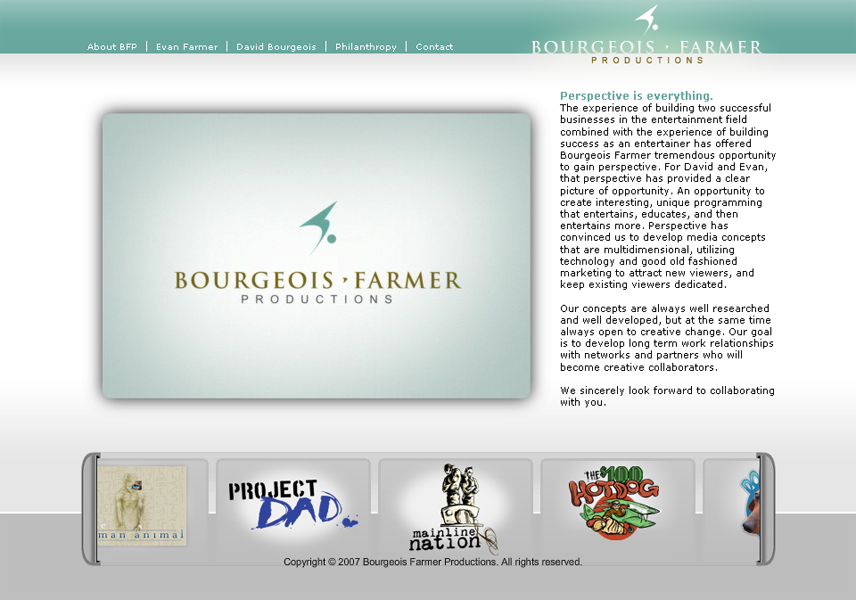 About BFP | Evan Farmer | David Bourgeois | Philanthropy | Contact
BOURGEOIS · FARMER
PRODUCTIONS
Perspective is everything.
The experience of building two successful
businesses in the entertainment field
combined with the experience of building
success as an entertainer has offered
Bourgeois Farmer tremendous opportunity
to gain perspective. For David and Evan,
that perspective has provided a clear
picture of opportunity. An opportunity to
create interesting, unique programming
that entertains, educates, and then
entertains more. Perspective has
convinced us to develop media concepts
that are multidimensional, utilizing
technology and good old fashioned
marketing to attract new viewers, and
keep existing viewers dedicated.
Our concepts are always well researched
and well developed, but at the same time
always open to creative change. Our goal
is to develop long term work relationships
with networks and partners who will
become creative collaborators.
We sincerely look forward to collaborating
with you.
BOURGEOIS · FARMER
PRODUCTIONS
man animal
PROJECT
DAD.
mainline
nation
THE $100
HOTDOG
Copyright © 2007 Bourgeois Farmer Productions. All rights reserved.